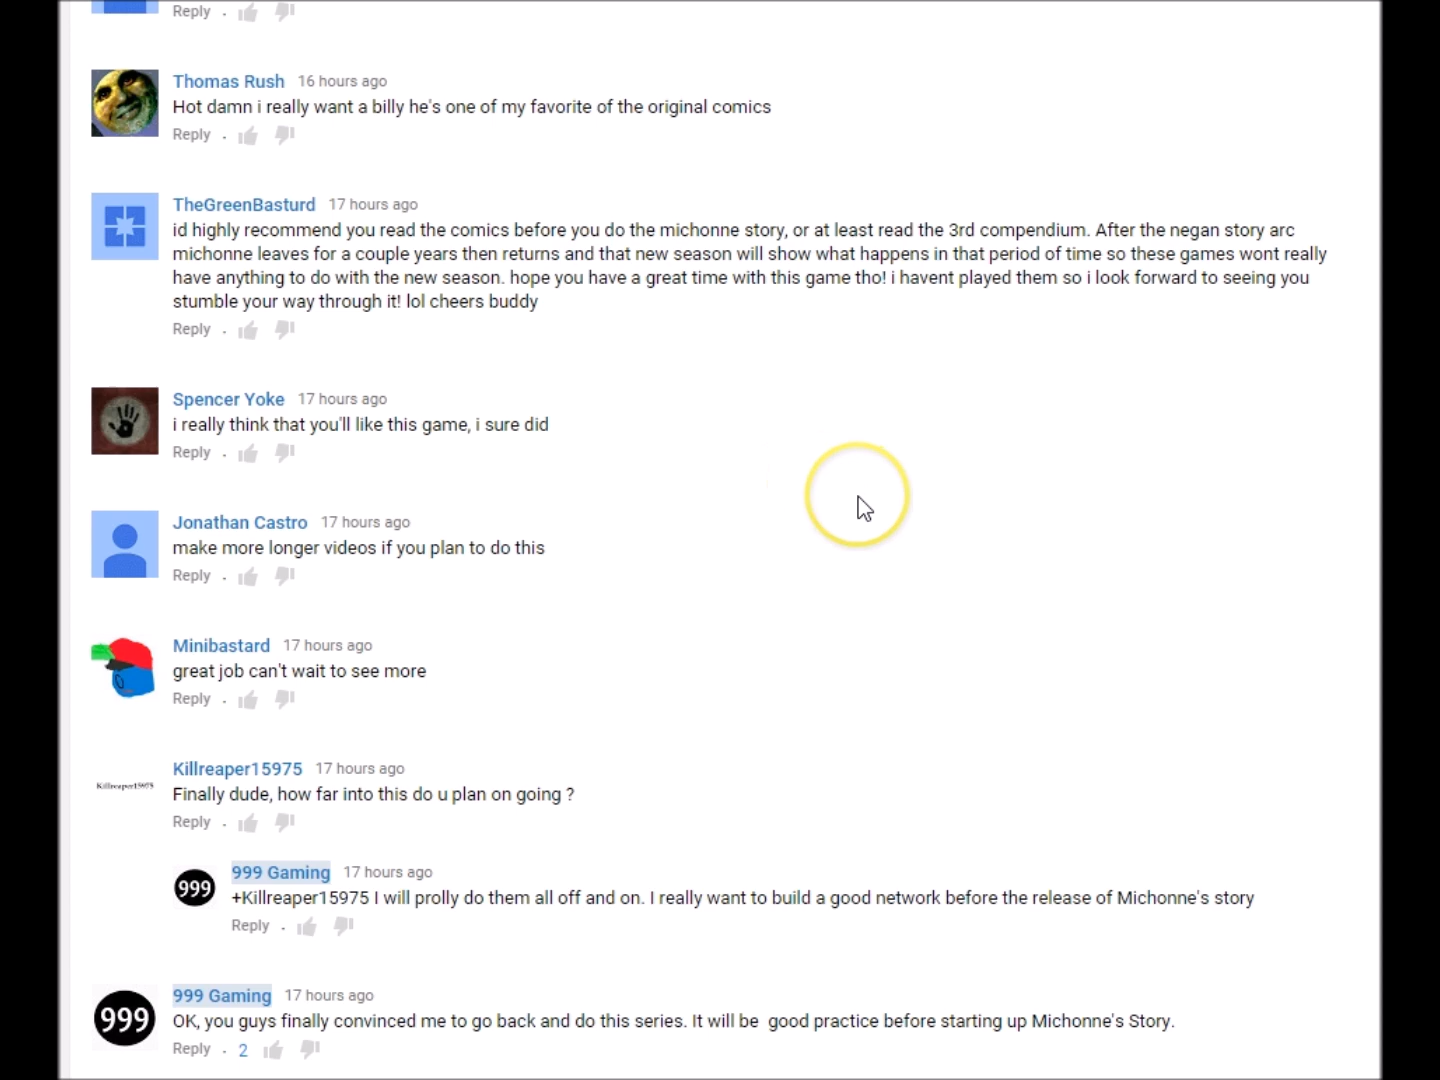 Reply .
Thomas Rush 16 hours ago
Hot damn i really want a billy he's one of my favorite of the original comics
Reply .
TheGreenBasturd 17 hours ago
id highly recommend you read the comics before you do the michonne story, or at least read the 3rd compendium. After the negan story arc
michonne leaves for a couple years then returns and that new season will show what happens in that period of time so these games wont really
have anything to do with the new season. hope you have a great time with this game tho! i havent played them so i look forward to seeing you
stumble your way through it! lol cheers buddy
Reply .
Spencer Yoke 17 hours ago
i really think that you'll like this game, i sure did
Reply .
Jonathan Castro 17 hours ago
make more longer videos if you plan to do this
Reply .
Minibastard 17 hours ago
great job can't wait to see more
Reply .
Killreaper15975
Killreaper15975 17 hours ago
Finally dude, how far into this do u plan on going ?
Reply .
999
999 Gaming 17 hours ago
+Killreaper15975 I will prolly do them all off and on. I really want to build a good network before the release of Michonne's story
Reply .
999
999 Gaming 17 hours ago
OK, you guys finally convinced me to go back and do this series. It will be  good practice before starting up Michonne's Story.
Reply . 2